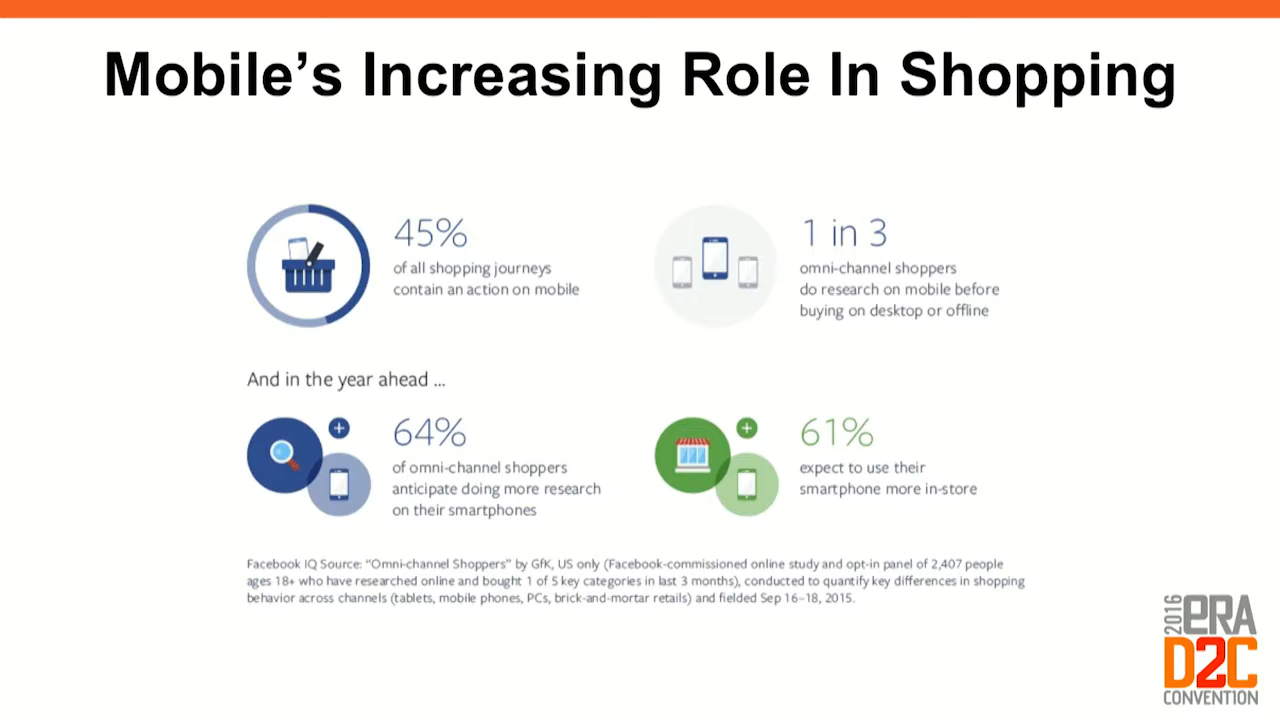 Mobile's Increasing Role In Shopping
45%
of all shopping journeys
contain an action on mobile
1 in 3
omni-channel shoppers
do research on mobile before
buying on desktop or offline
And in the year ahead ...
64%
of omni-channel shoppers
anticipate doing more research
on their smartphones
61%
expect to use their
smartphone more in-store
Facebook IQ Source: “Omni-channel Shoppers” by GfK, US only (Facebook-commissioned online study and opt-in panel of 2,407 people
ages 18+ who have researched online and bought 1 of 5 key categories in last 3 months), conducted to quantify key differences in shopping
behavior across channels (tablets, mobile phones, PCs, brick-and-mortar retails) and fielded Sep 16–18, 2015.
2016 eRA
D2C
CONVENTION